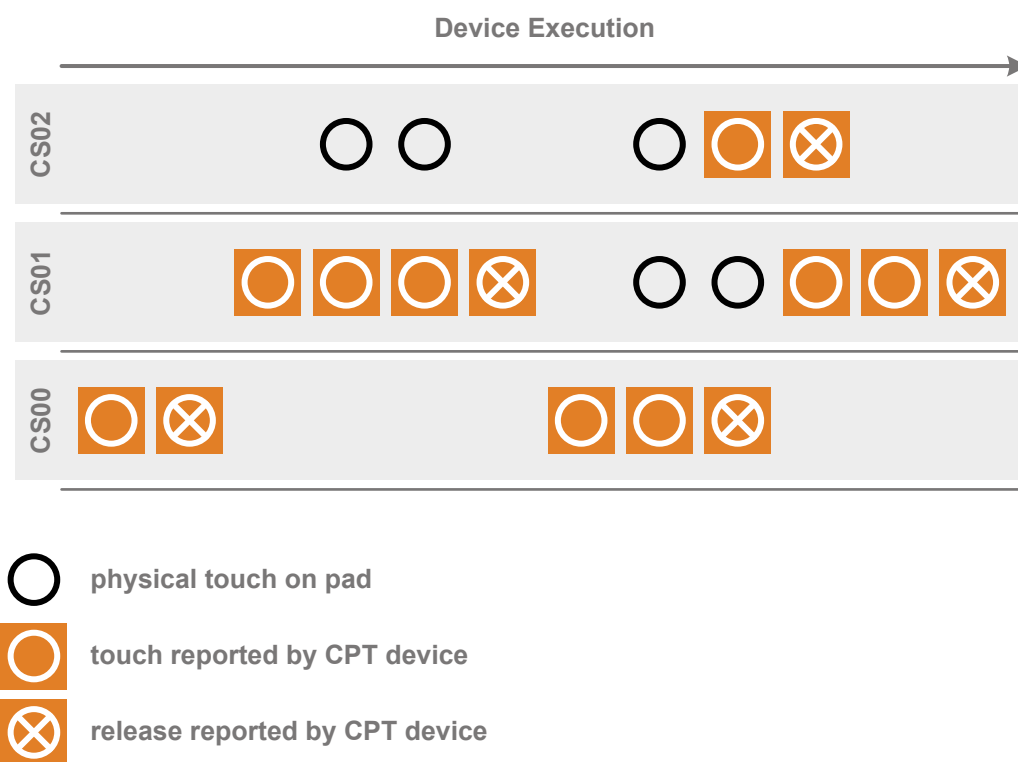 Device Execution
CS02
CS01
CS00
physical touch on pad
touch reported by CPT device
release reported by CPT device